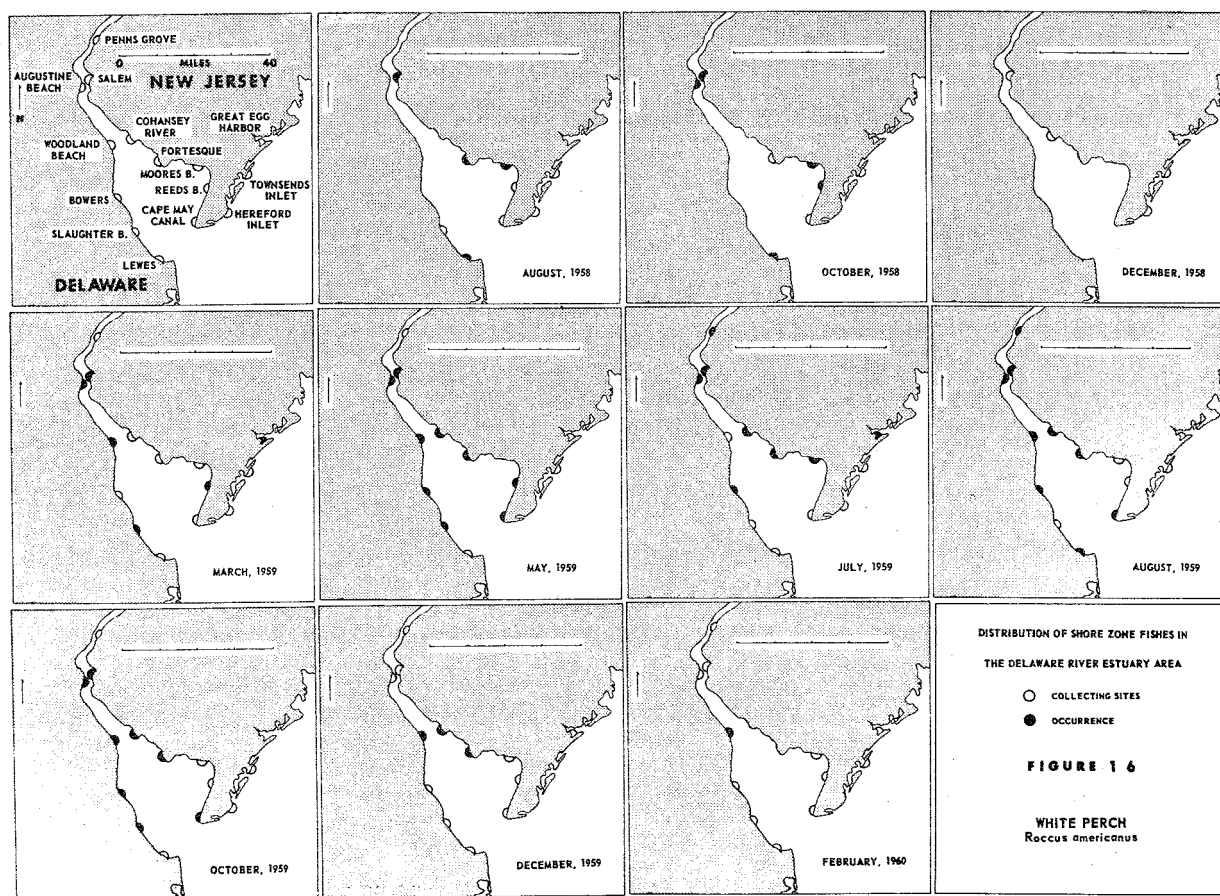 PENNS GROVE
0 MILES 40
AUGUSTINE
BEACH
SALEM
NEW JERSEY
N
COHANSEY
RIVER
GREAT EGG
HARBOR
WOODLAND
BEACH
FORTESQUE
MOORES B.
REEDS B.
TOWNSENDS
INLET
BOWERS
CAPE MAY
CANAL
HEREFORD
INLET
SLAUGHTER B.
LEWES
DELAWARE
AUGUST, 1958
OCTOBER, 1958
DECEMBER, 1958
MARCH, 1959
MAY, 1959
JULY, 1959
AUGUST, 1959
OCTOBER, 1959
DECEMBER, 1959
FEBRUARY, 1960
DISTRIBUTION OF SHORE ZONE FISHES IN
THE DELAWARE RIVER ESTUARY AREA
COLLECTING SITES
OCCURRENCE
FIGURE 16
WHITE PERCH
Roccus americanus